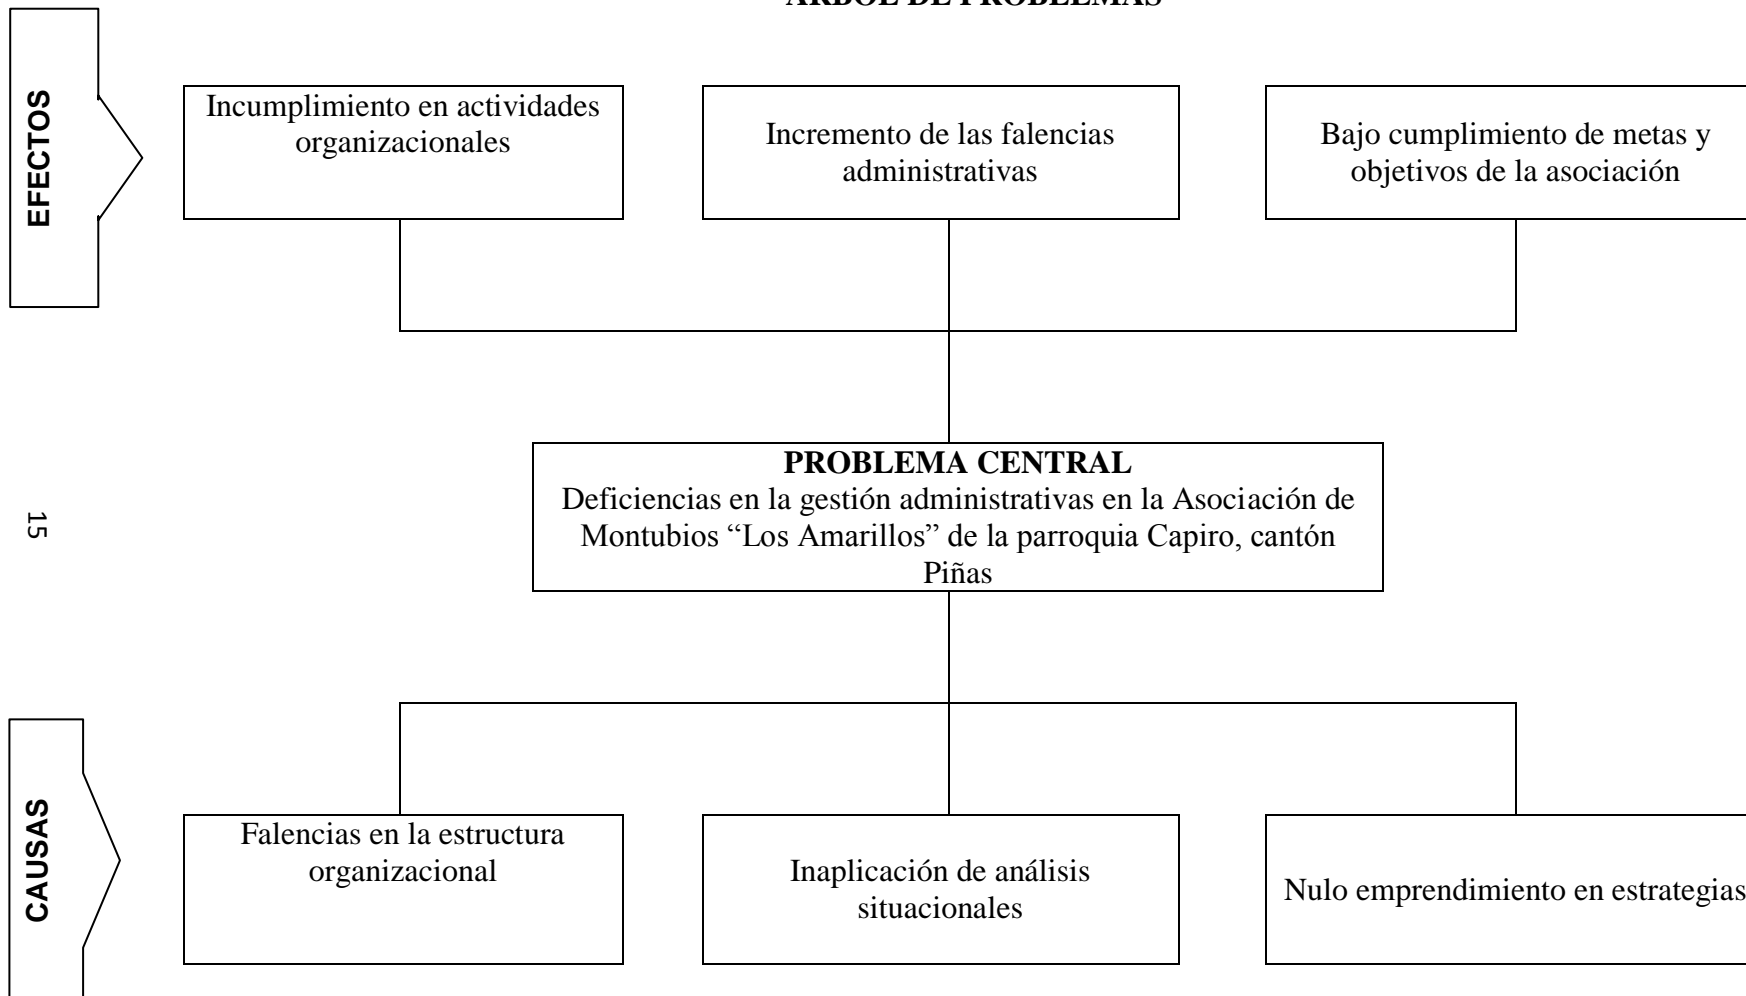 ÁRBOL DE PROBLEMAS
EFECTOS
Incumplimiento en actividades
organizacionales
Incremento de las falencias
administrativas
Bajo cumplimiento de metas y
objetivos de la asociación
15
PROBLEMA CENTRAL
Deficiencias en la gestión administrativas en la Asociación de
Montubios “Los Amarillos” de la parroquia Capiro, cantón
Piñas
CAUSAS
Falencias en la estructura
organizacional
Inaplicación de análisis
situacionales
Nulo emprendimiento en estrategias